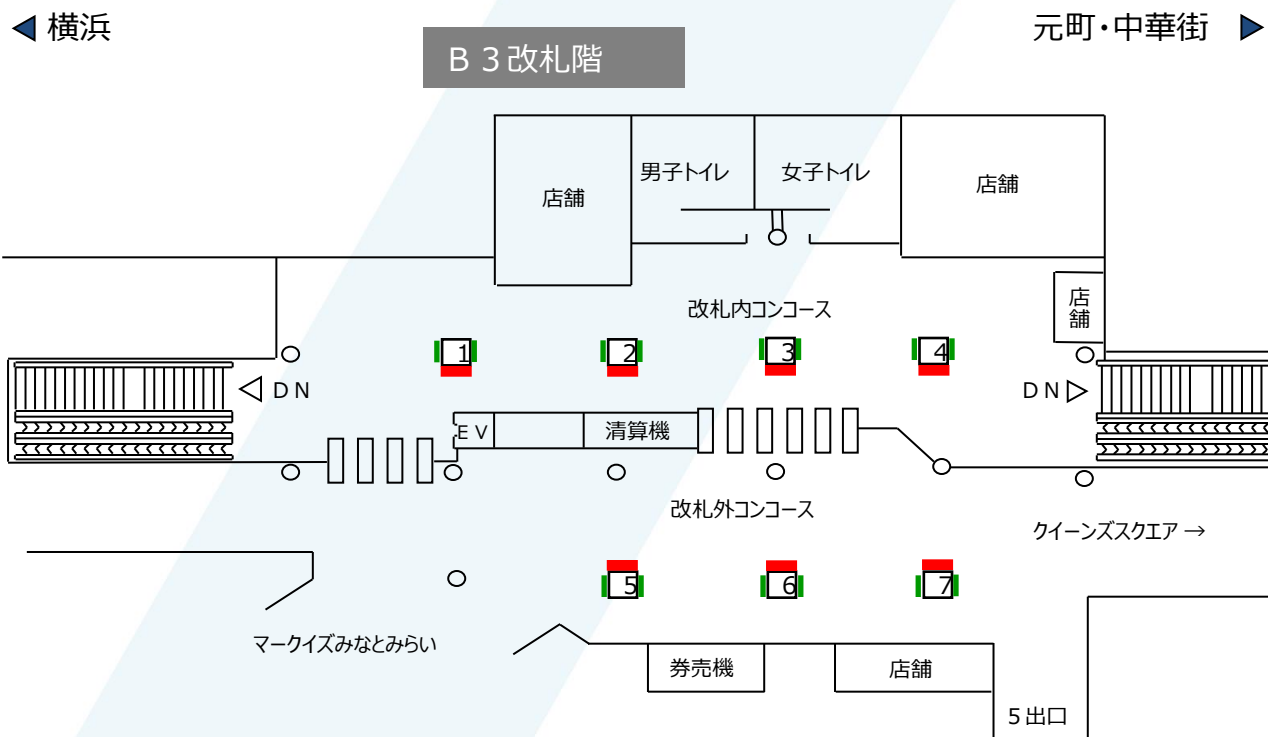 横浜
元町・中華街
Ｂ３改札階
店舗
男子トイレ
女子トイレ
店舗
店舗
改札内コンコース
1
2
3
4
ＤＮ
ＤＮ
ＥＶ
清算機
改札外コンコース
クイーンズスクエア→
5
6
7
マークイズみなとみらい
券売機
店舗
５出口